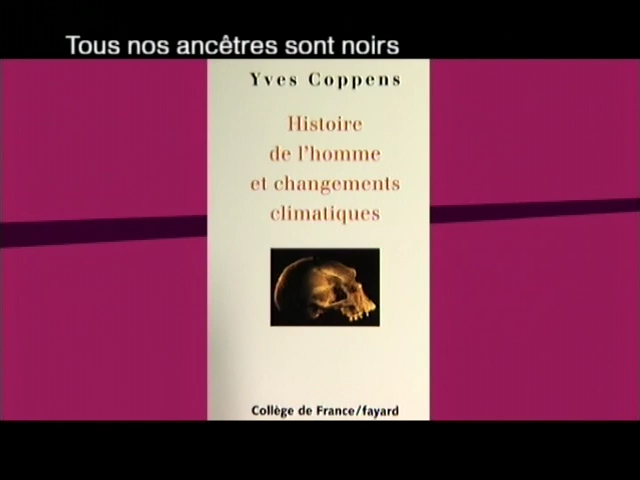 Tous nos ancêtres sont noirs
Yves Coppens
Histoire
de l'homme
et changements
climatiques
Collège de France/fayard